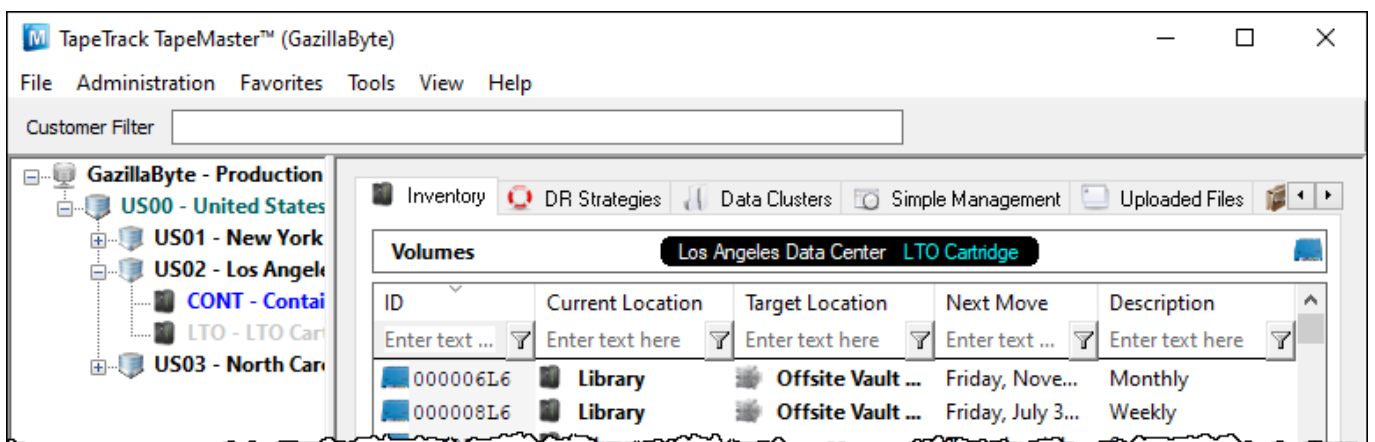 TapeTrack TapeMaster™ (GazillaByte)
File Administration Favorites Tools View Help
Customer Filter
GazillaByte - Production
US00 - United States
US01 - New York
US02 - Los Angele
CONT - Contai
LTO - LTO Cart
US03 - North Car
Inventory DR Strategies Data Clusters Simple Management Uploaded Files
Volumes Los Angeles Data Center LTO Cartridge
ID Current Location Target Location Next Move Description
Enter text ... Enter text here Enter text here Enter text ... Enter text here
000006L6 Library Offsite Vault ... Friday, Nove... Monthly
000008L6 Library Offsite Vault ... Friday, July 3... Weekly